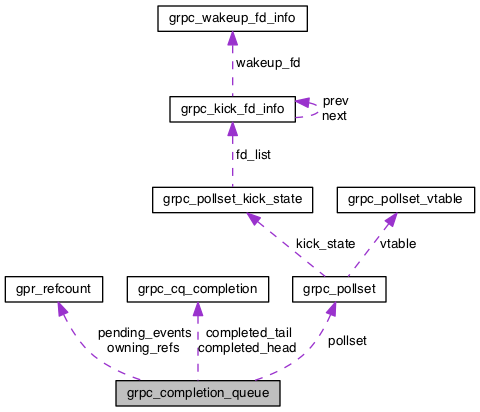 grpc_wakeup_fd_info
wakeup_fd
grpc_kick_fd_info
prev
next
fd_list
grpc_pollset_kick_state
grpc_pollset_vtable
kick_state
vtable
gpr_refcount
grpc_cq_completion
grpc_pollset
pending_events
owning_refs
completed_tail
completed_head
pollset
grpc_completion_queue